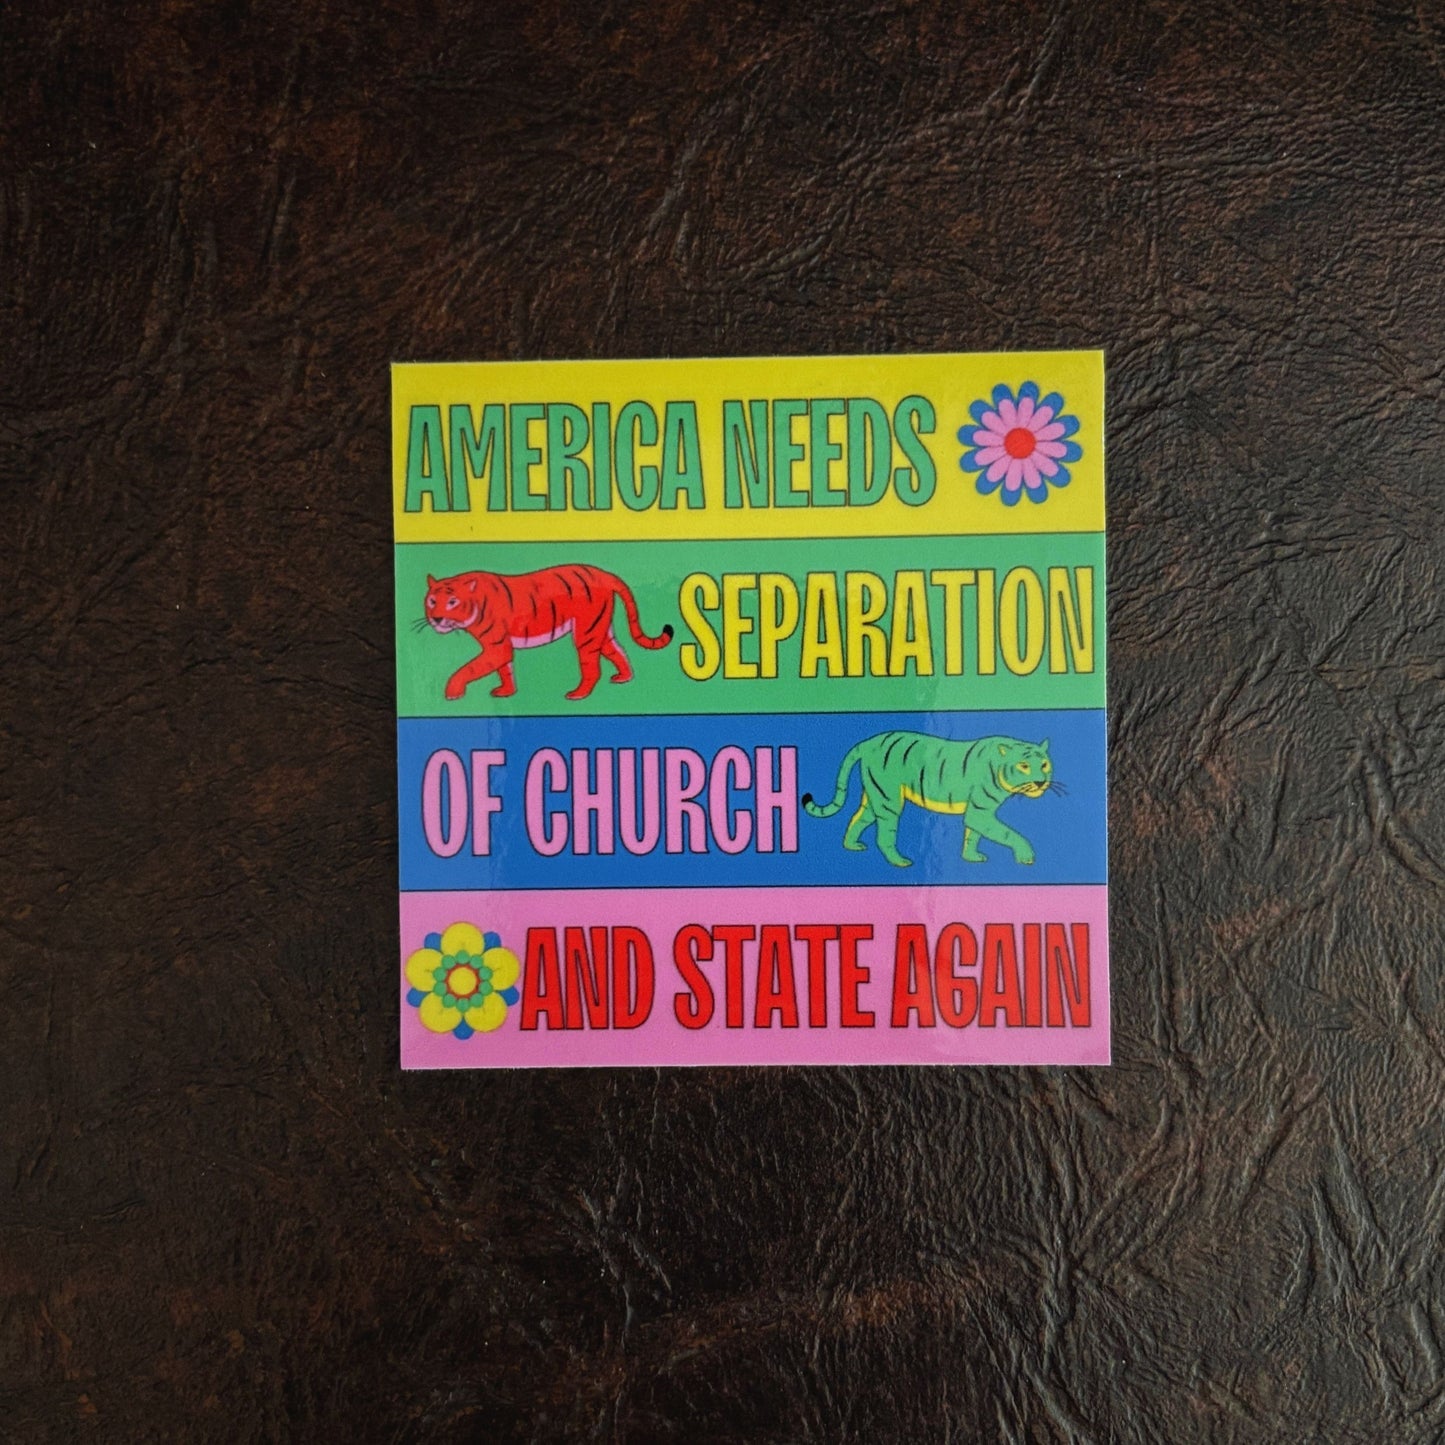 AMERICA NEEDS
SEPARATION
OF CHURCH
AND STATE AGAIN